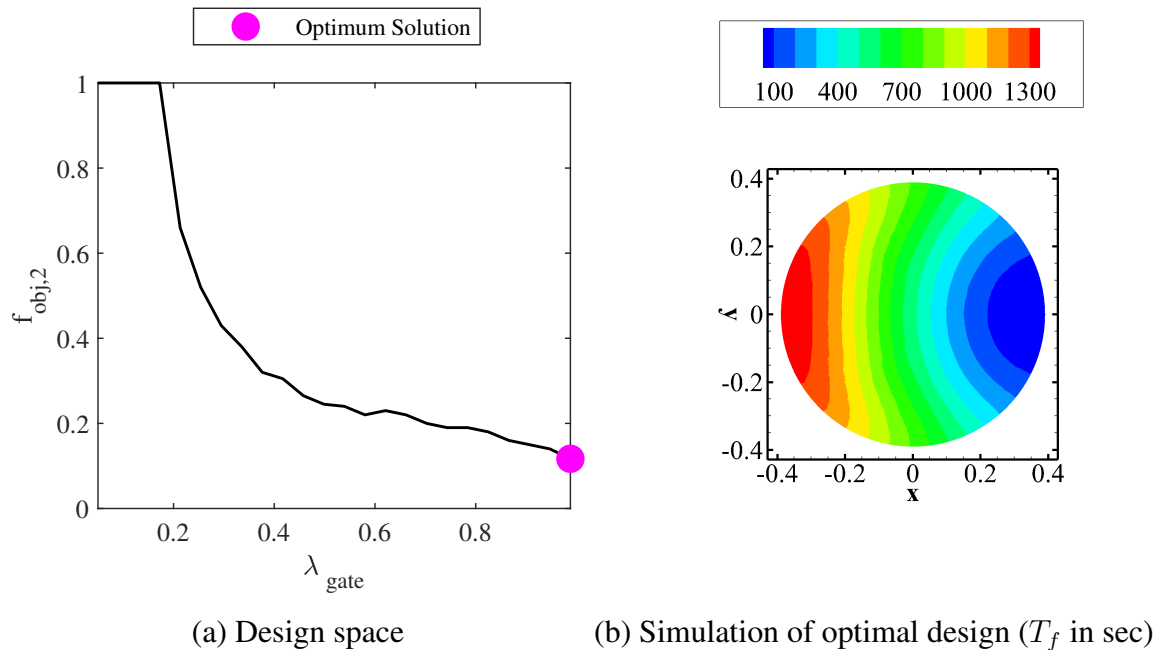 Optimum Solution
1
0.8
0.6
0.4
0.2
0
0.2 0.4 0.6 0.8
f obj,2
λ gate
(a) Design space
100 400 700 1000 1300
0.4
0.2
0
-0.2
-0.4
-0.4 -0.2 0 0.2 0.4
y
x
(b) Simulation of optimal design (T_f in sec)